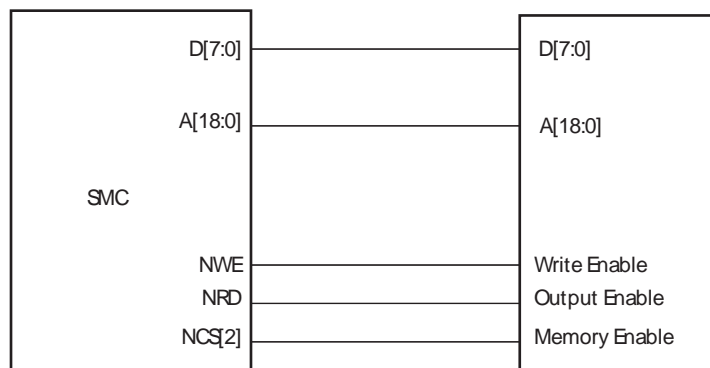 D[7:0] D[7:0]
A[18:0] A[18:0]
SMC
NWE Write Enable
NRD Output Enable
NCS[2] Memory Enable